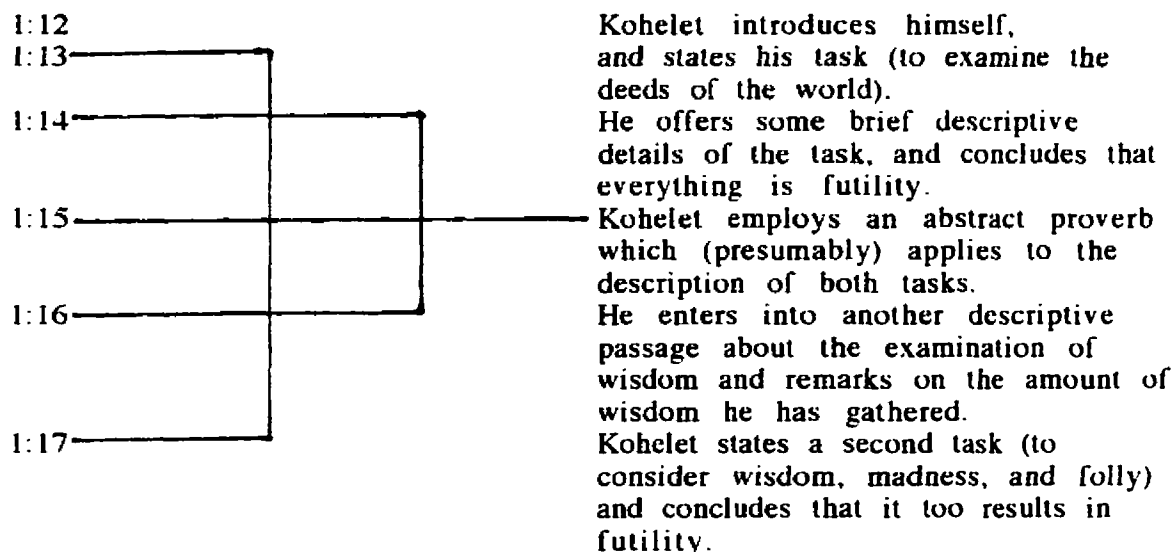 1:12 Kohelet introduces himself,
1:13 and states his task (to examine the
deeds of the world).
1:14 He offers some brief descriptive
details of the task, and concludes that
everything is futility.
1:15 Kohelet employs an abstract proverb
which (presumably) applies to the
description of both tasks.
1:16 He enters into another descriptive
passage about the examination of
wisdom and remarks on the amount of
wisdom he has gathered.
1:17 Kohelet states a second task (to
consider wisdom, madness, and folly)
and concludes that it too results in
futility.